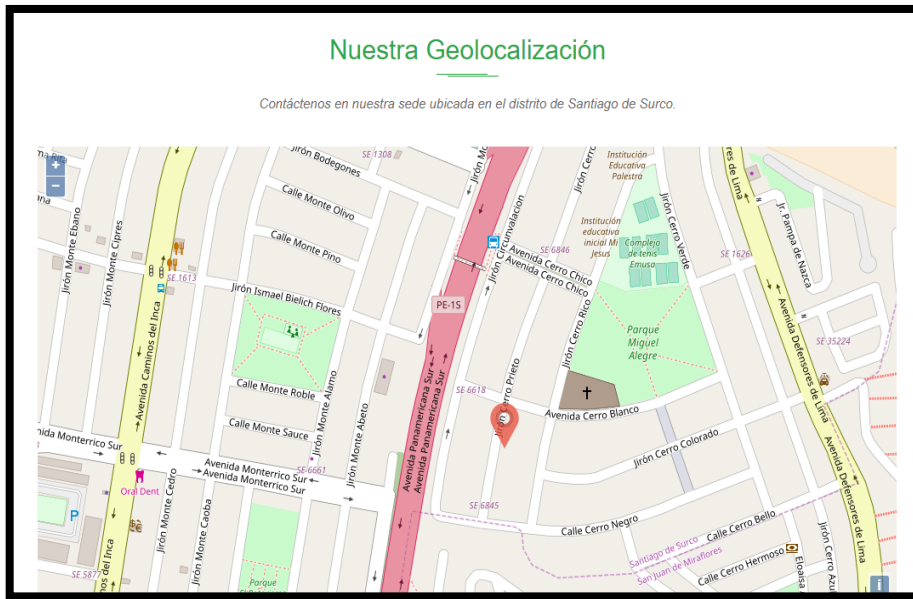 Nuestra Geolocalización
Contáctenos en nuestra sede ubicada en el distrito de Santiago de Surco.
+
−
Jirón Bodegones
SE 1308
Calle Monte Olivo
Calle Monte Pino
Jirón Monte Ebano
Jirón Monte Cipres
SE 1613
Jirón Ismael Bielich Flores
Avenida Caminos del Inca
Calle Monte Roble
Calle Monte Sauce
Jirón Monte Alamo
Jirón Monte Abeto
Avenida Monterrico Sur
Avenida Monterrico Sur
SE 6661
Oral Dent
P
Jirón Monte Cedro
Jirón Monte Caoba
SE 5877
Parque
PE-1S
Avenida Panamericana Sur
Avenida Panamericana Sur
Jirón Circunvalacion
Institución
Educativa
Palestra
Institución
educativa
inicial Mi
Jesus
Complejo
de tenis
Emusa
SE 6846
Avenida Cerro Chico
Avenida Cerro Chico
Jirón Cerro Verde
Jirón Cerro Rico
Parque
Miguel
Alegre
SE 6618
Jirón Cerro Prieto
Avenida Cerro Blanco
Jirón Cerro Colorado
SE 6845
Calle Cerro Negro
Calle Cerro Bello
Santiago de Surco
San Juan de Miraflores
Calle Cerro Hermoso
SE 1626
Jr. Pampa de Nazca
SE 35224
Avenida Defensores de Lima
Avenida Defensores de Lima
i